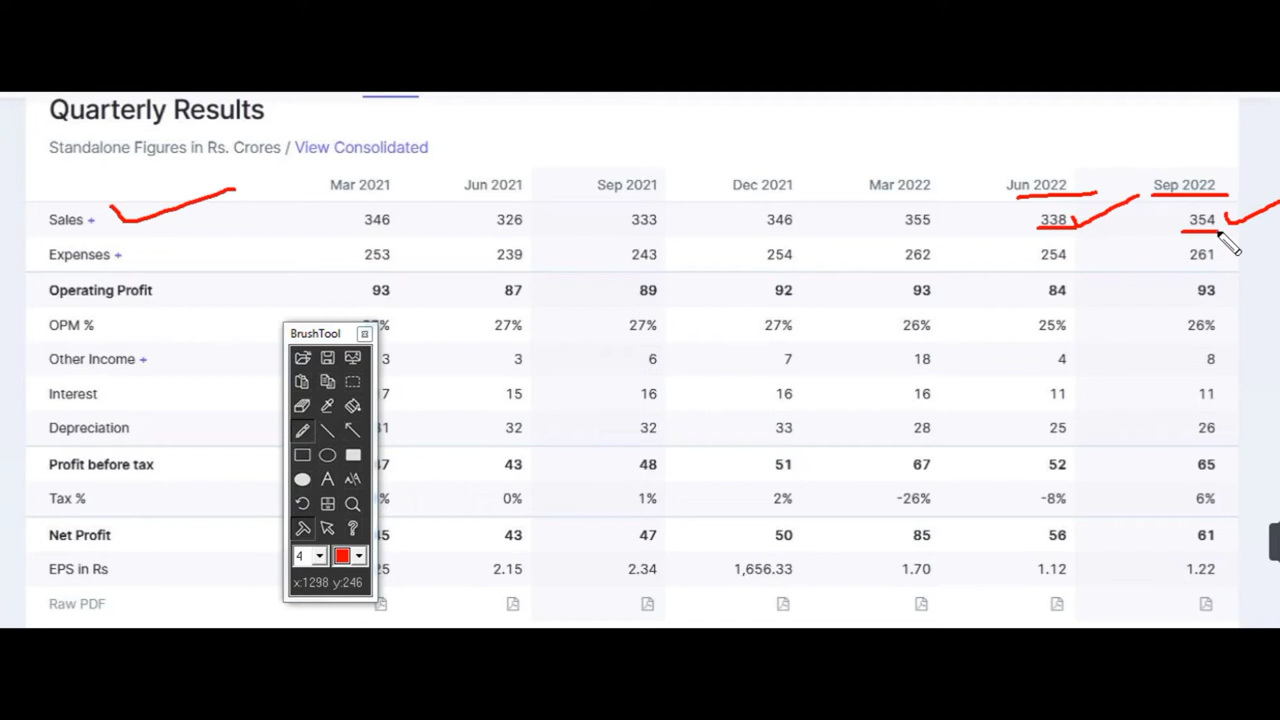 Quarterly Results
Standalone Figures in Rs. Crores / View Consolidated
Mar 2021 Jun 2021 Sep 2021 Dec 2021 Mar 2022 Jun 2022 Sep 2022
Sales + 346 326 333 346 355 338 354
Expenses + 253 239 243 254 262 254 261
Operating Profit 93 87 89 92 93 84 93
OPM % % 27% 27% 27% 26% 25% 26%
Other Income + 3 3 6 7 18 4 8
Interest 7 15 16 16 16 11 11
Depreciation 1 32 32 33 28 25 26
Profit before tax 7 43 48 51 67 52 65
Tax % % 0% 1% 2% -26% -8% 6%
Net Profit 5 43 47 50 85 56 61
EPS in Rs 25 2.15 2.34 1,656.33 1.70 1.12 1.22
Raw PDF
BrushTool
A
4
x:1298 y:246